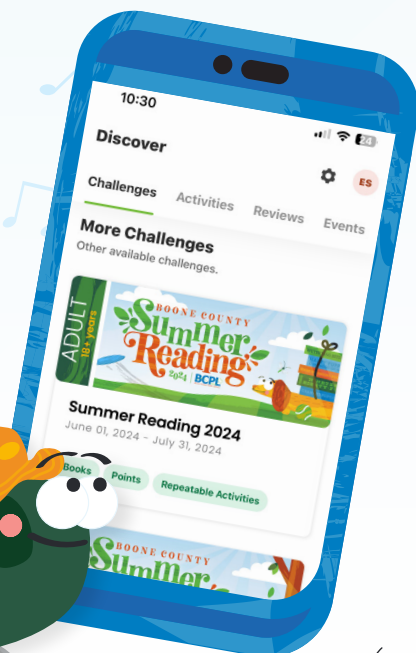 10:30
24
Discover
ES
Challenges Activities Reviews Events
More Challenges
Other available challenges.
ADULT
18+ years
BOONE COUNTY
Summer
Reading
2024 BCPL
Summer Reading 2024
June 01, 2024 - July 31, 2024
Books Points Repeatable Activities
BOONE COUNTY
Summer